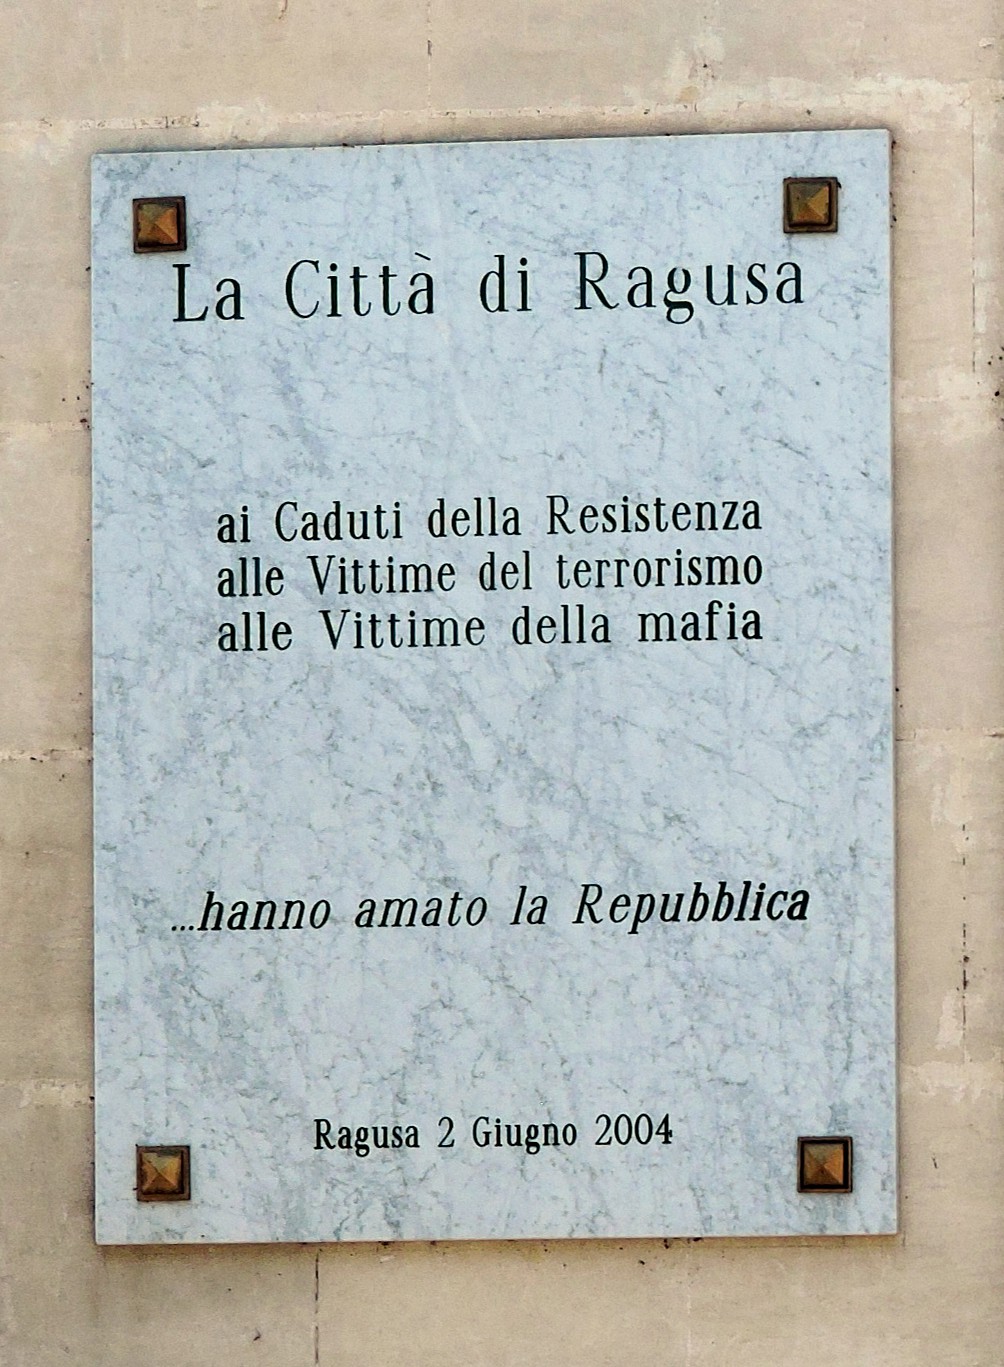 La Città di Ragusa
ai Caduti della Resistenza
alle Vittime del terrorismo
alle Vittime della mafia
...hanno amato la Repubblica
Ragusa 2 Giugno 2004